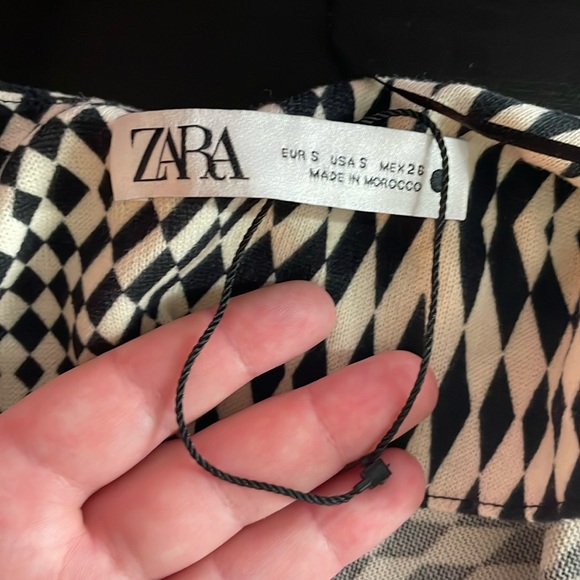 ZARA
EUR S USA S MEX 26
MADE IN MOROCCO